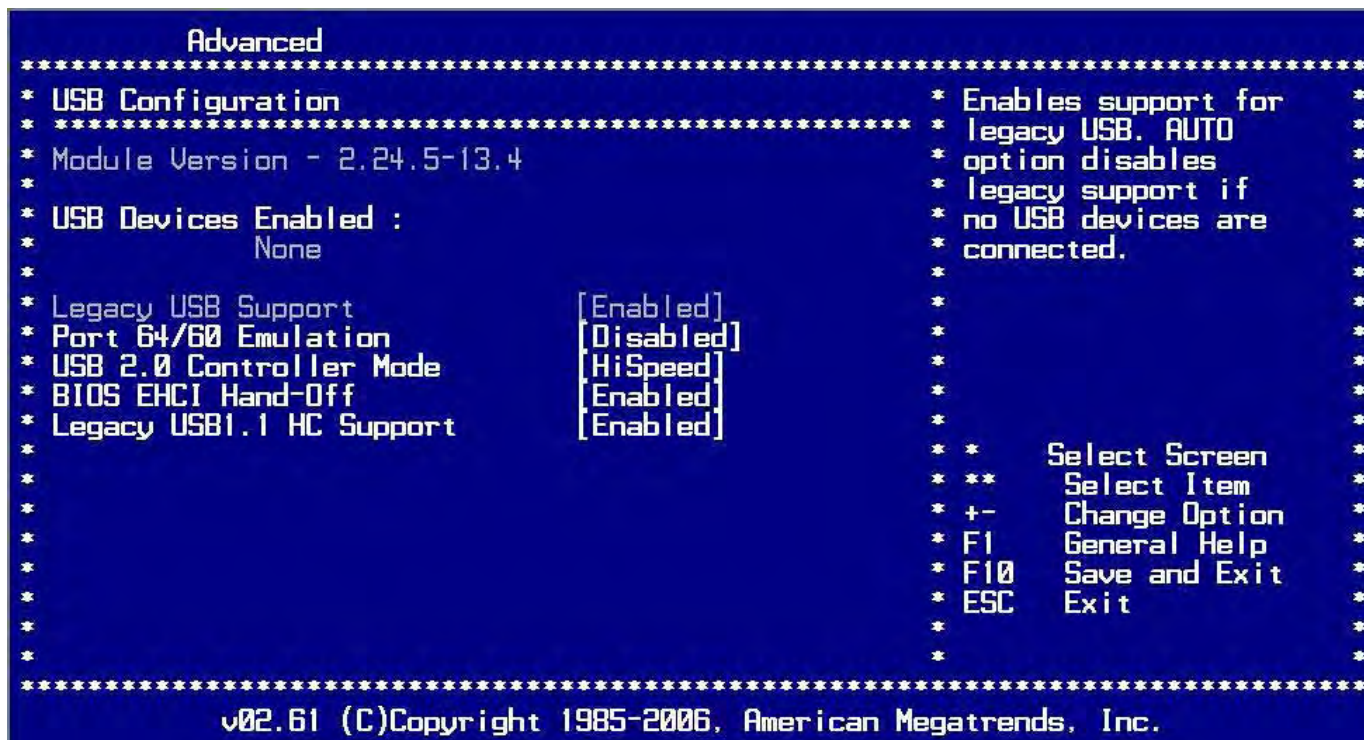 Advanced
********************************************************************************
* USB Configuration * Enables support for *
* *************************************************** * legacy USB. AUTO *
* Module Version - 2.24.5-13.4 * option disables *
* * legacy support if *
* USB Devices Enabled : * no USB devices are *
* None * connected. *
* * *
* Legacy USB Support [Enabled] * *
* Port 64/60 Emulation [Disabled] * *
* USB 2.0 Controller Mode [HiSpeed] * *
* BIOS EHCI Hand-Off [Enabled] * *
* Legacy USB1.1 HC Support [Enabled] * *
* * * Select Screen *
* * ** Select Item *
* * +- Change Option *
* * F1 General Help *
* * F10 Save and Exit *
* * ESC Exit *
* * *
* * *
********************************************************************************
v02.61 (C)Copyright 1985-2006, American Megatrends, Inc.